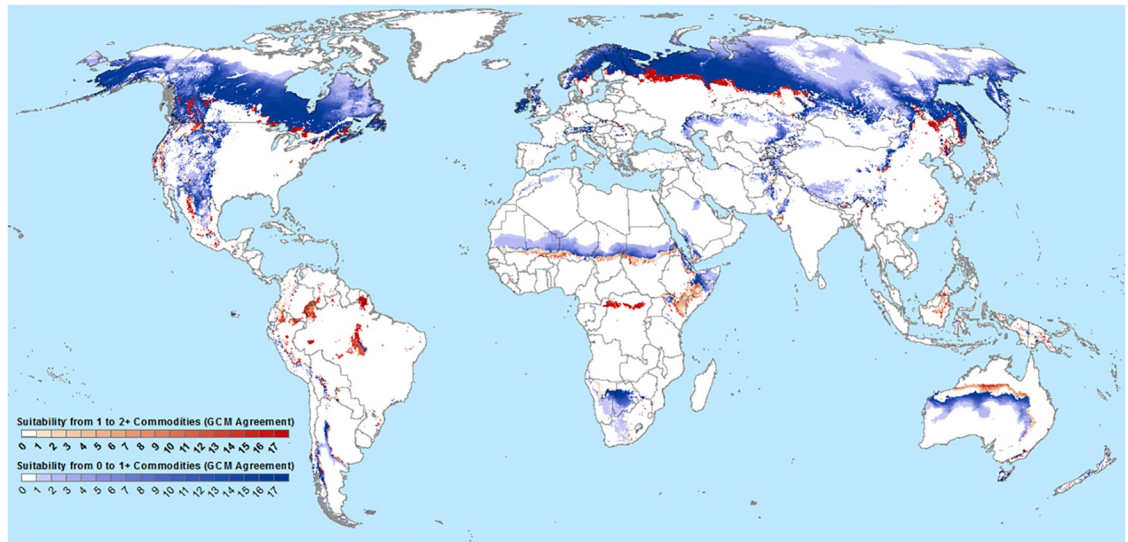 Suitability from 1 to 2+ Commodities (GCM Agreement)
0 1 2 3 4 5 6 7 8 9 10 11 12 13 14 15 16 17
Suitability from 0 to 1+ Commodities (GCM Agreement)
0 1 2 3 4 5 6 7 8 9 10 11 12 13 14 15 16 17